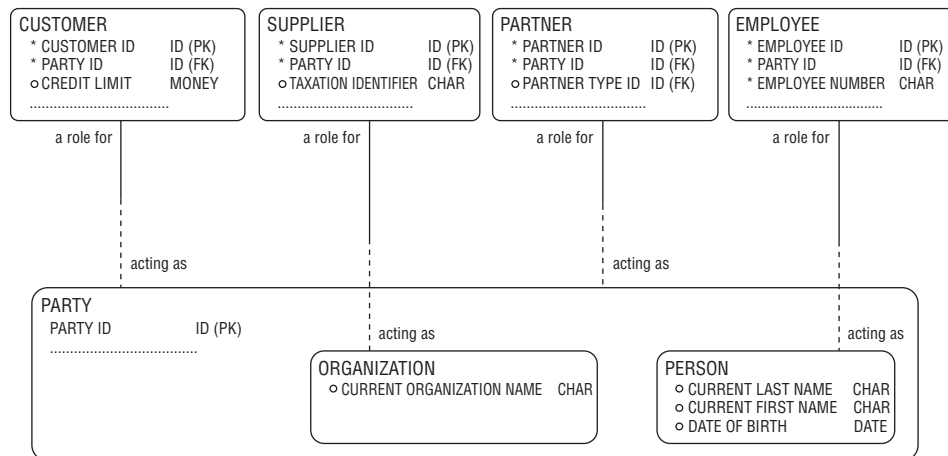 CUSTOMER
* CUSTOMER ID ID (PK)
* PARTY ID ID (FK)
o CREDIT LIMIT MONEY
SUPPLIER
* SUPPLIER ID ID (PK)
* PARTY ID ID (FK)
o TAXATION IDENTIFIER CHAR
PARTNER
* PARTNER ID ID (PK)
* PARTY ID ID (FK)
o PARTNER TYPE ID ID (FK)
EMPLOYEE
* EMPLOYEE ID ID (PK)
* PARTY ID ID (FK)
* EMPLOYEE NUMBER CHAR
a role for
a role for
a role for
a role for
acting as
acting as
PARTY
PARTY ID ID (PK)
acting as
acting as
ORGANIZATION
o CURRENT ORGANIZATION NAME CHAR
PERSON
o CURRENT LAST NAME CHAR
o CURRENT FIRST NAME CHAR
o DATE OF BIRTH DATE